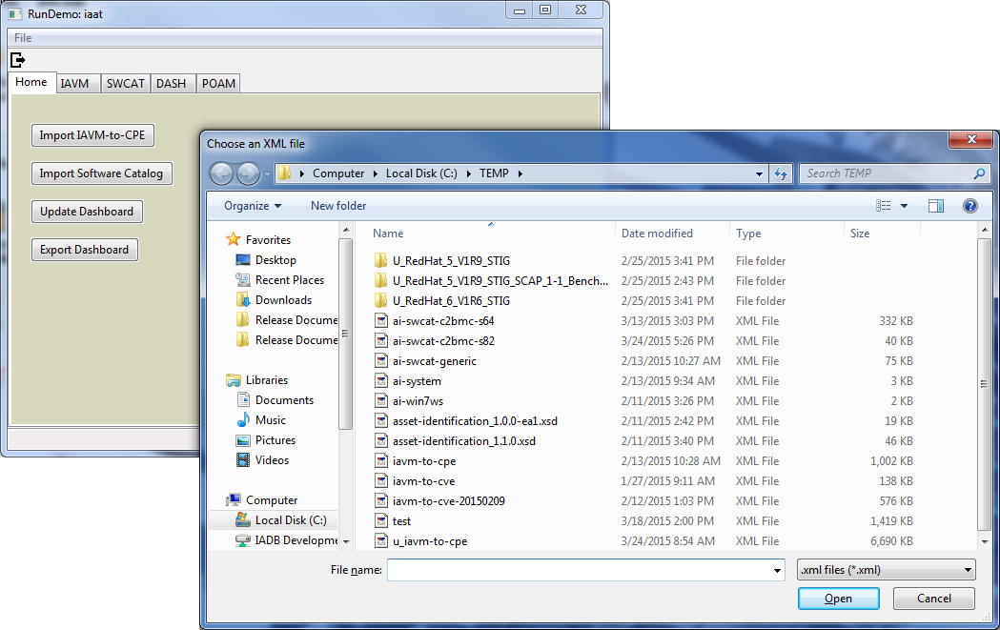 RunDemo: iaat
File
Home IAVM SWCAT DASH POAM
Import IAVM-to-CPE
Import Software Catalog
Update Dashboard
Export Dashboard
Choose an XML file
Computer Local Disk (C:) TEMP Search TEMP
Organize New folder
Favorites
Desktop
Recent Places
Downloads
Release Docume
Release Docume
Libraries
Documents
Music
Pictures
Videos
Computer
Local Disk (C:)
IADB Developme
Name Date modified Type Size
U_RedHat_5_V1R9_STIG 2/25/2015 3:41 PM File folder
U_RedHat_5_V1R9_STIG_SCAP_1-1_Bench... 2/25/2015 2:43 PM File folder
U_RedHat_6_V1R6_STIG 2/25/2015 3:41 PM File folder
ai-swcat-c2bmc-s64 3/13/2015 3:03 PM XML File 332 KB
ai-swcat-c2bmc-s82 3/24/2015 5:26 PM XML File 40 KB
ai-swcat-generic 2/13/2015 10:27 AM XML File 75 KB
ai-system 2/13/2015 9:34 AM XML File 3 KB
ai-win7ws 2/11/2015 3:26 PM XML File 2 KB
asset-identification_1.0.0-ea1.xsd 2/11/2015 2:42 PM XML File 19 KB
asset-identification_1.1.0.xsd 2/11/2015 3:40 PM XML File 46 KB
iavm-to-cpe 2/13/2015 10:28 AM XML File 1,002 KB
iavm-to-cve 1/27/2015 9:11 AM XML File 138 KB
iavm-to-cve-20150209 2/12/2015 1:03 PM XML File 576 KB
test 3/18/2015 2:00 PM XML File 1,419 KB
u_iavm-to-cpe 3/24/2015 8:54 AM XML File 6,690 KB
File name: .xml files (*.xml)
Open Cancel